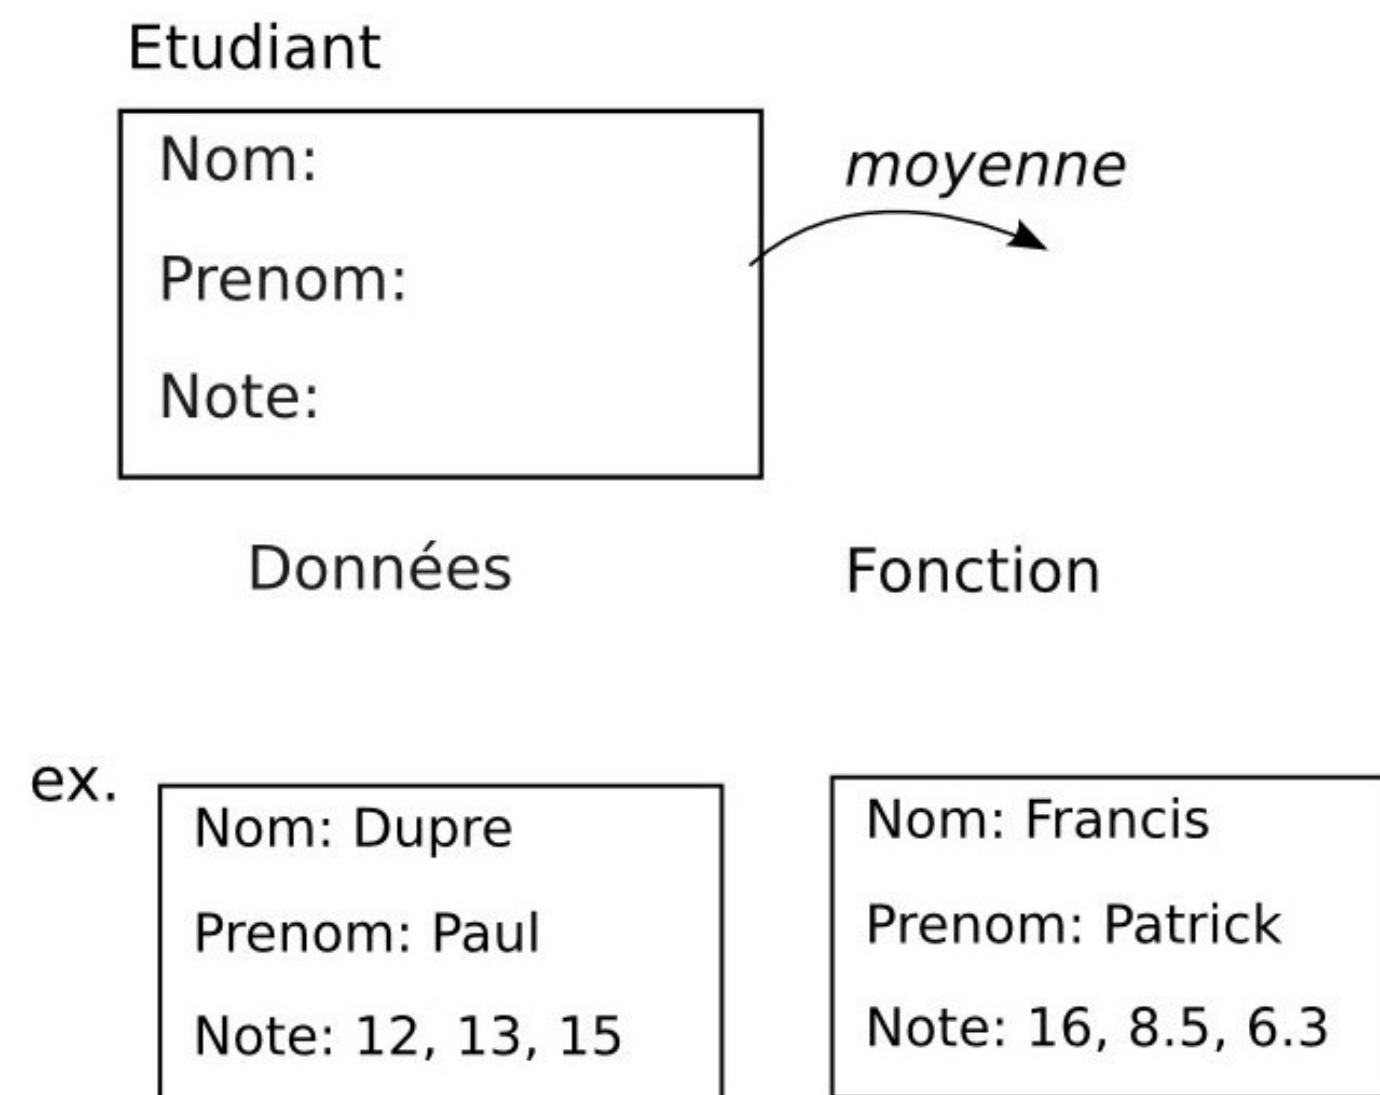 Etudiant
Nom:
Prenom:
Note:
moyenne
Données
Fonction
ex.
Nom: Dupre
Prenom: Paul
Note: 12, 13, 15
Nom: Francis
Prenom: Patrick
Note: 16, 8.5, 6.3